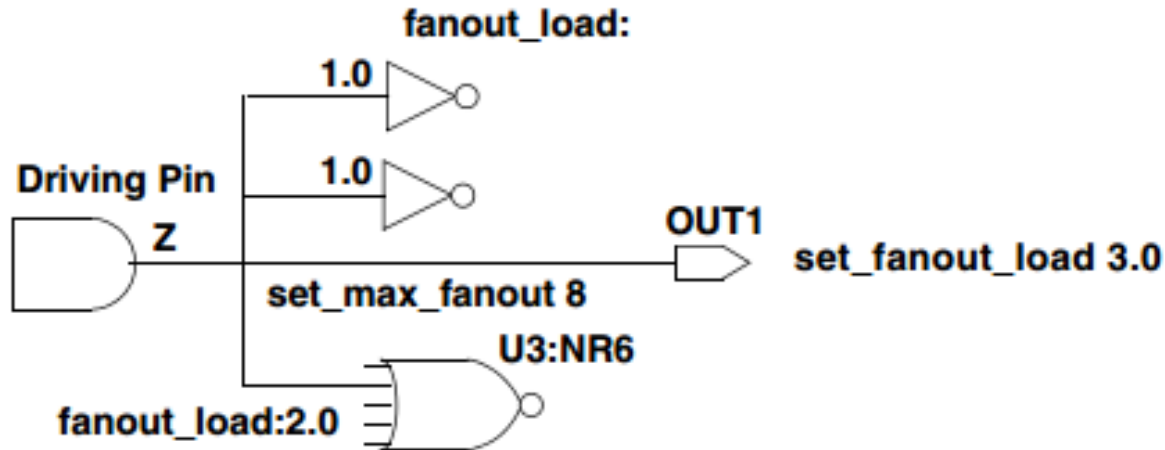 fanout_load:
1.0
1.0
Driving Pin
Z
OUT1
set_fanout_load 3.0
set_max_fanout 8
U3:NR6
fanout_load:2.0